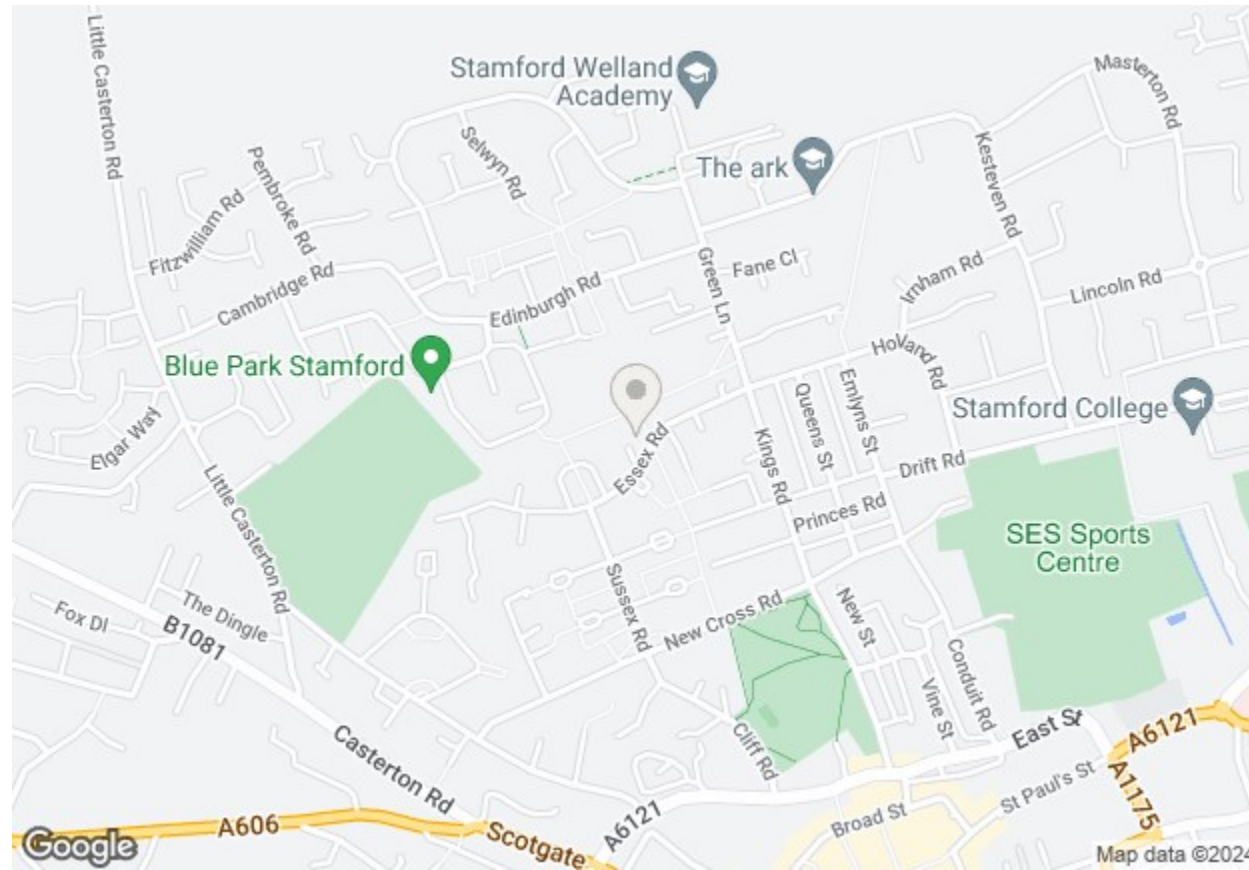 Little Casterton Rd
Stamford Welland
Academy
Masterton Rd
Selwyn Rd
The ark
Kesteven Rd
Pembroke Rd
Fitzwilliam Rd
Green Ln
Fane Cl
Irnham Rd
Lincoln Rd
Cambridge Rd
Edinburgh Rd
Blue Park Stamford
Holland Rd
Emlyns St
Queens St
Stamford College
Elgar Way
Essex Rd
Kings Rd
Drift Rd
Little Casterton Rd
Princes Rd
SES Sports
Centre
Sussex Rd
New Cross Rd
New St
The Dingle
Fox Dl
B1081
Conduit Rd
Vine St
Cliff Rd
East St
A6121
Casterton Rd
St Paul's St
A1175
A6121
Broad St
A606
Scotgate
Google
Map data ©2024